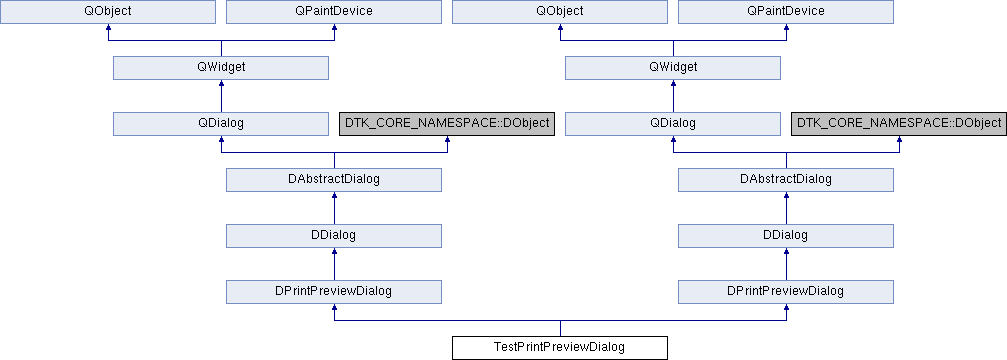 QObject
QPaintDevice
QObject
QPaintDevice
QWidget
QWidget
QDialog
DTK_CORE_NAMESPACE::DObject
QDialog
DTK_CORE_NAMESPACE::DObject
DAbstractDialog
DAbstractDialog
DDialog
DDialog
DPrintPreviewDialog
DPrintPreviewDialog
TestPrintPreviewDialog